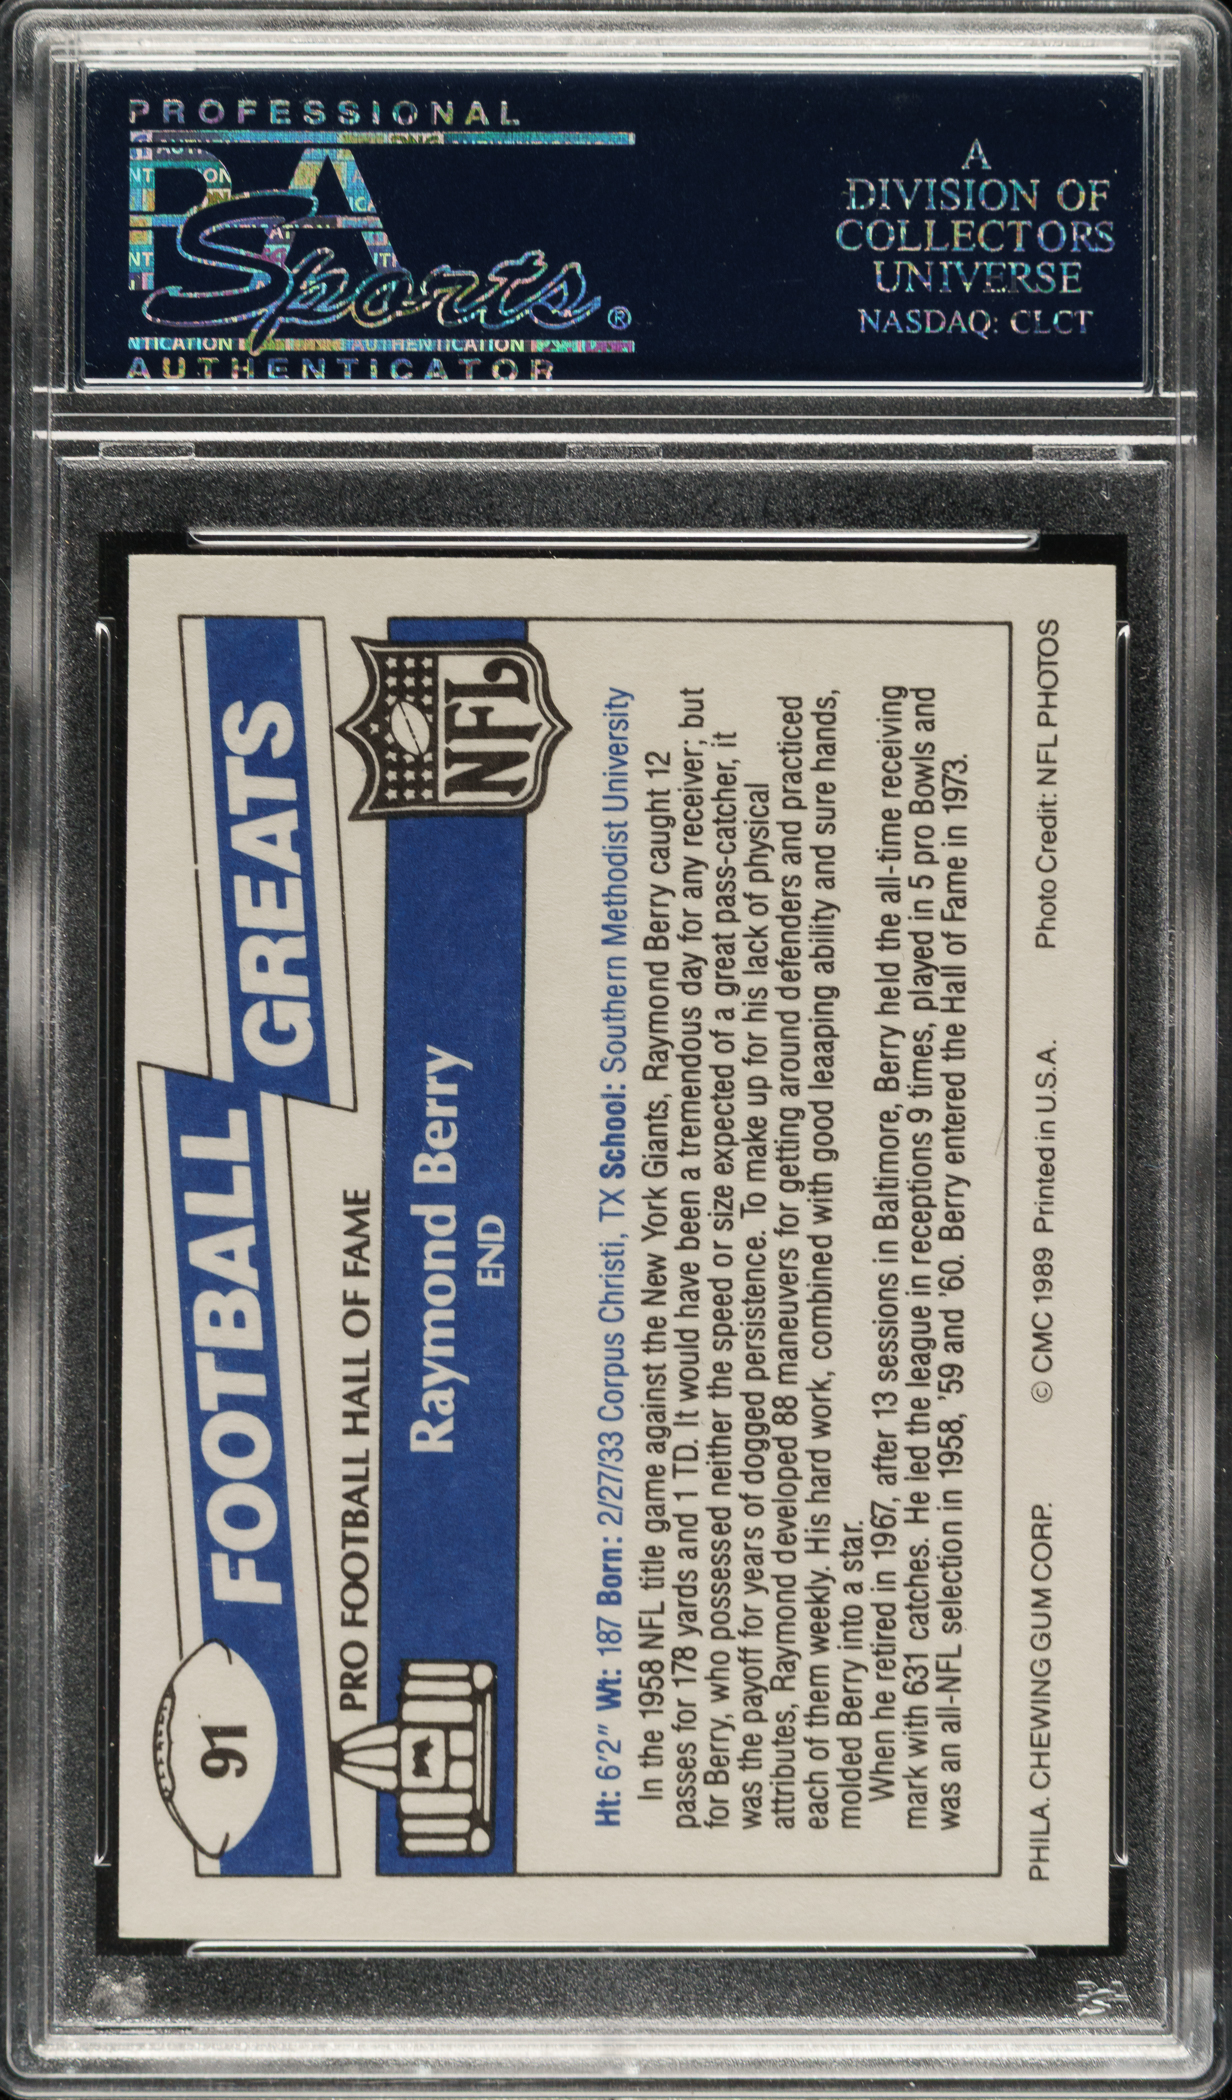 PROFESSIONAL
PSA
Sports®
NTICATION AUTHENTICATION
AUTHENTICATOR
A
DIVISION OF
COLLECTORS
UNIVERSE
NASDAQ: CLCT
91
FOOTBALL
GREATS
PRO FOOTBALL HALL OF FAME
NFL
Raymond Berry
END
Ht: 6'2" Wt: 187 Born: 2/27/33 Corpus Christi, TX School: Southern Methodist University
In the 1958 NFL title game against the New York Giants, Raymond Berry caught 12
passes for 178 yards and 1 TD. It would have been a tremendous day for any receiver; but
for Berry, who possessed neither the speed or size expected of a great pass-catcher, it
was the payoff for years of dogged persistence. To make up for his lack of physical
attributes, Raymond developed 88 maneuvers for getting around defenders and practiced
each of them weekly. His hard work, combined with good leaaping ability and sure hands,
molded Berry into a star.
When he retired in 1967, after 13 sessions in Baltimore, Berry held the all-time receiving
mark with 631 catches. He led the league in receptions 9 times, played in 5 pro Bowls and
was an all-NFL selection in 1958, '59 and '60. Berry entered the Hall of Fame in 1973.
PHILA. CHEWING GUM CORP. © CMC 1989 Printed in U.S.A. Photo Credit: NFL PHOTOS